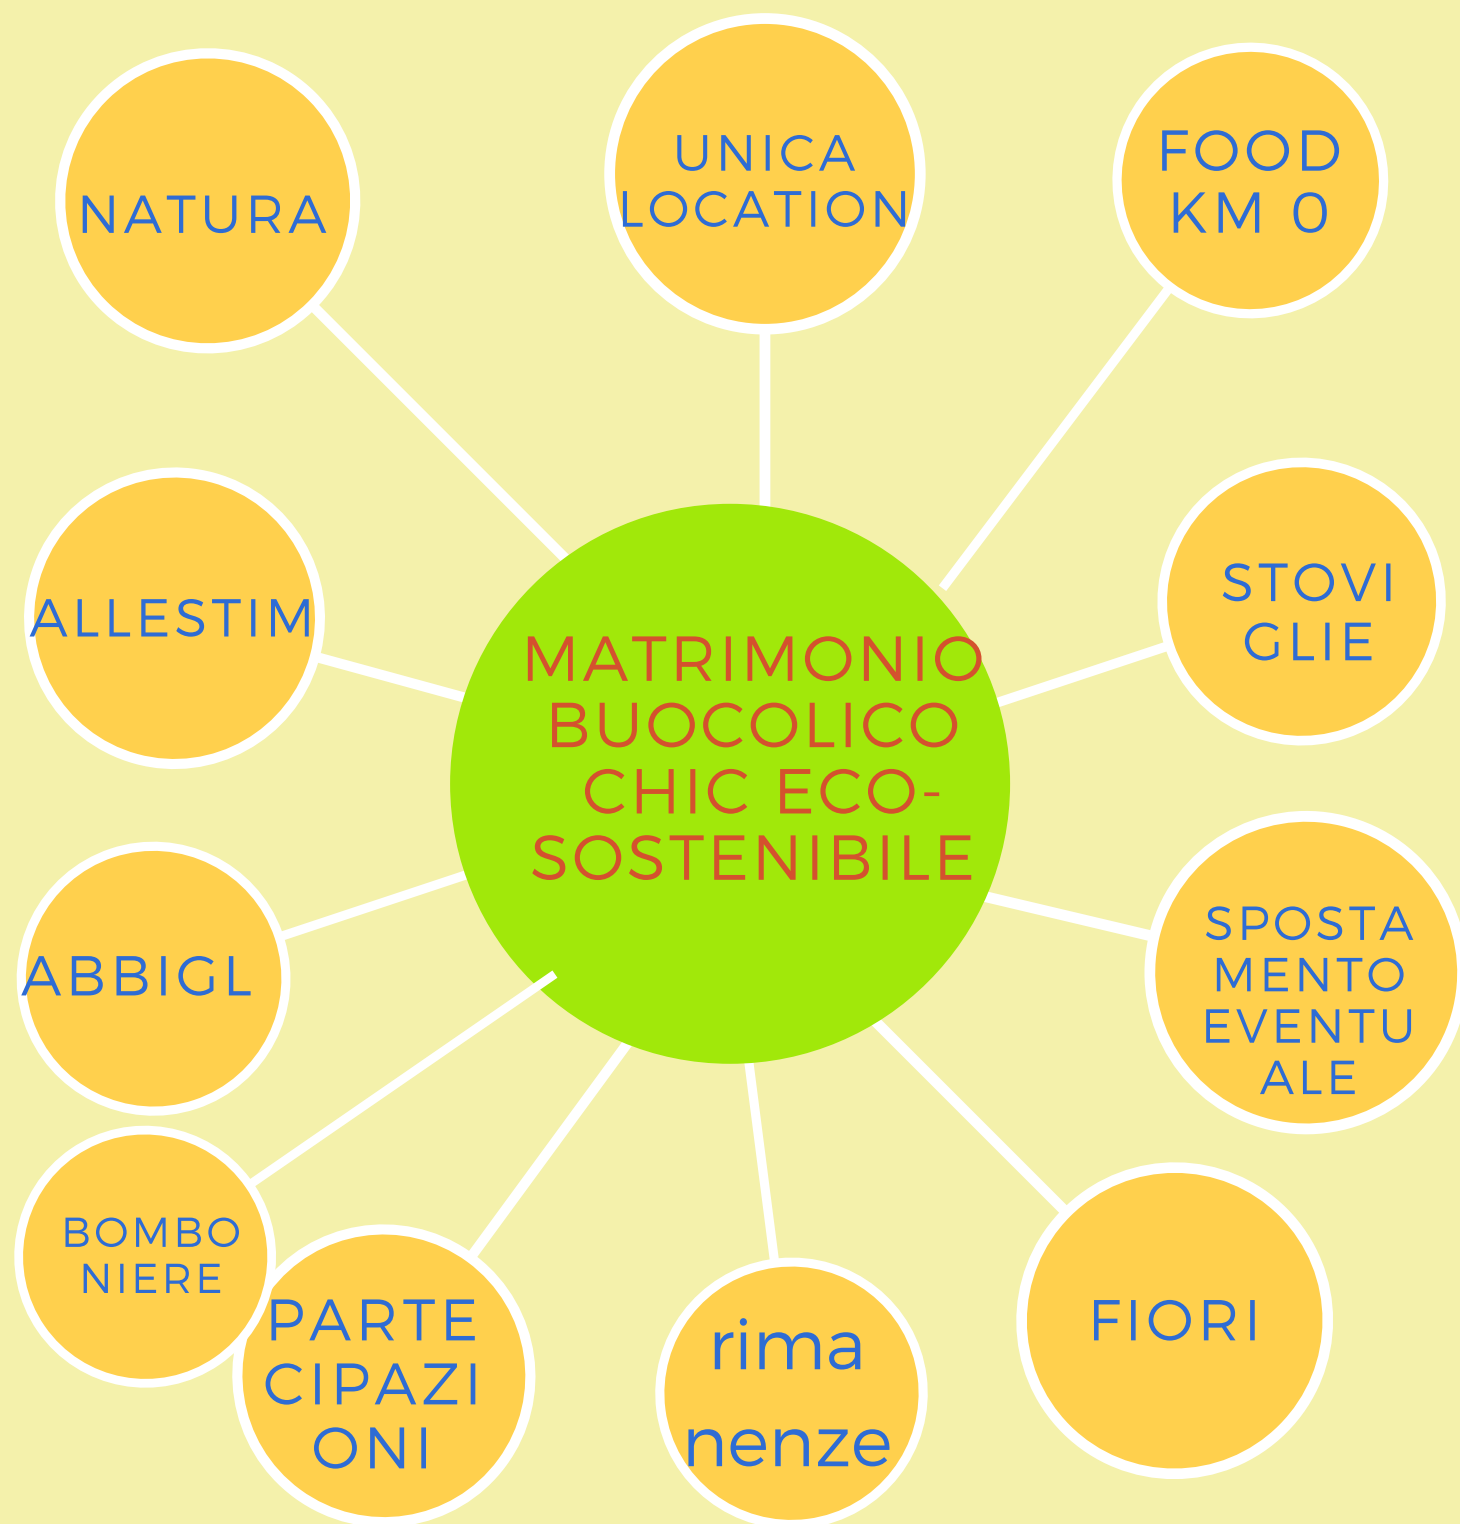 NATURA
UNICA
LOCATION
FOOD
KM 0
ALLESTIM
MATRIMONIO
BUOCOLICO
CHIC ECO-
SOSTENIBILE
STOVI
GLIE
ABBIGL
SPOSTA
MENTO
EVENTU
ALE
BOMBO
NIERE
PARTE
CIPAZI
ONI
rima
nenze
FIORI